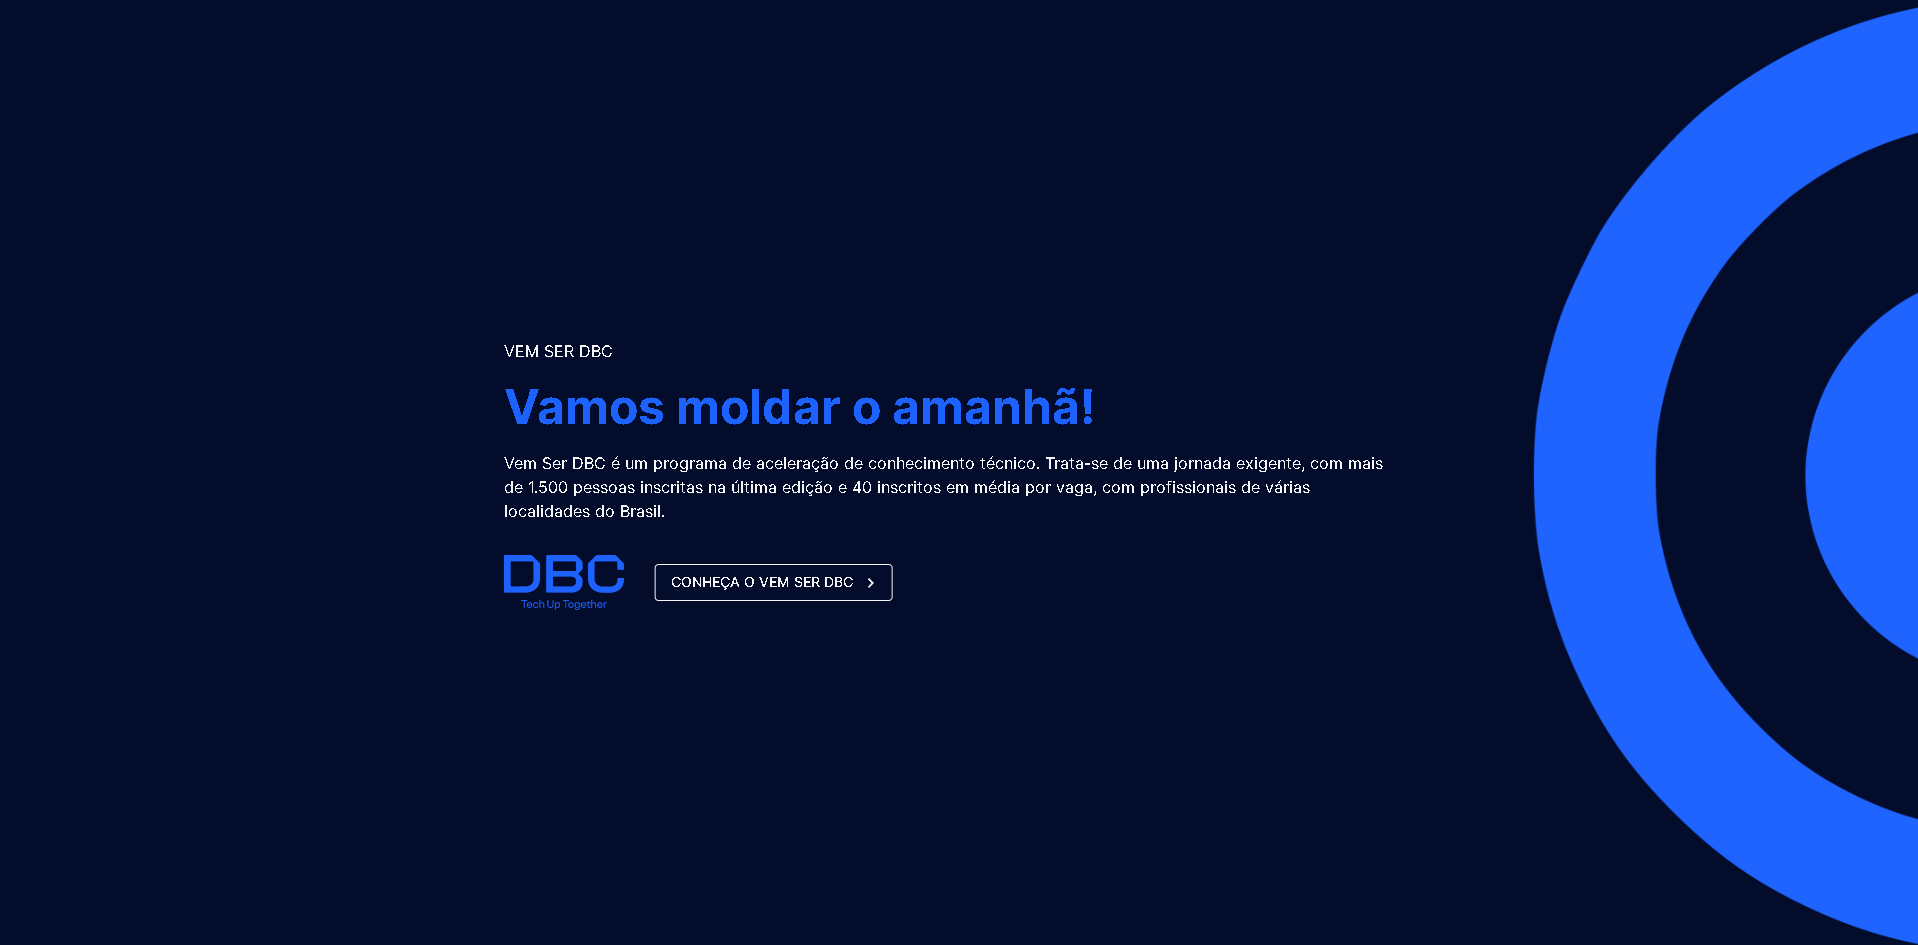 VEM SER DBC
Vamos moldar o amanhã!
Vem Ser DBC é um programa de aceleração de conhecimento técnico. Trata-se de uma jornada exigente, com mais
de 1.500 pessoas inscritas na última edição e 40 inscritos em média por vaga, com profissionais de várias
localidades do Brasil.
DBC
Tech Up Together
CONHEÇA O VEM SER DBC